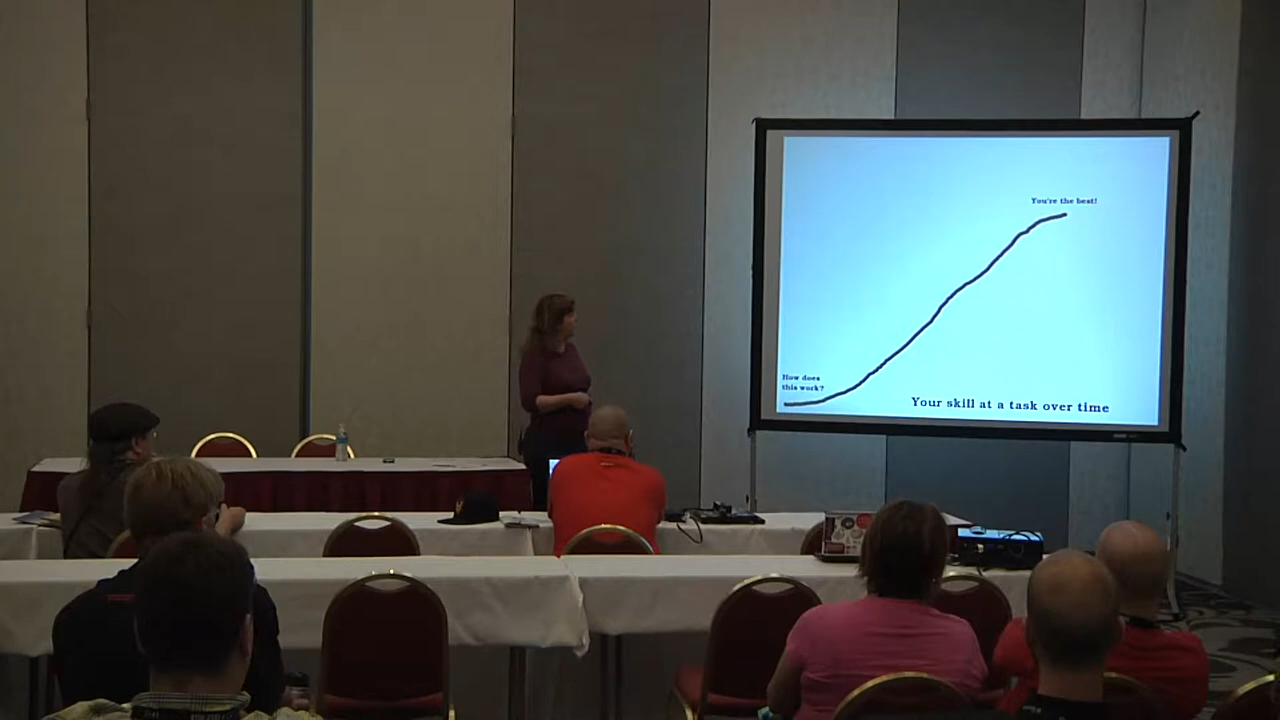 You're the best!
How does
this work?
Your skill at a task over time